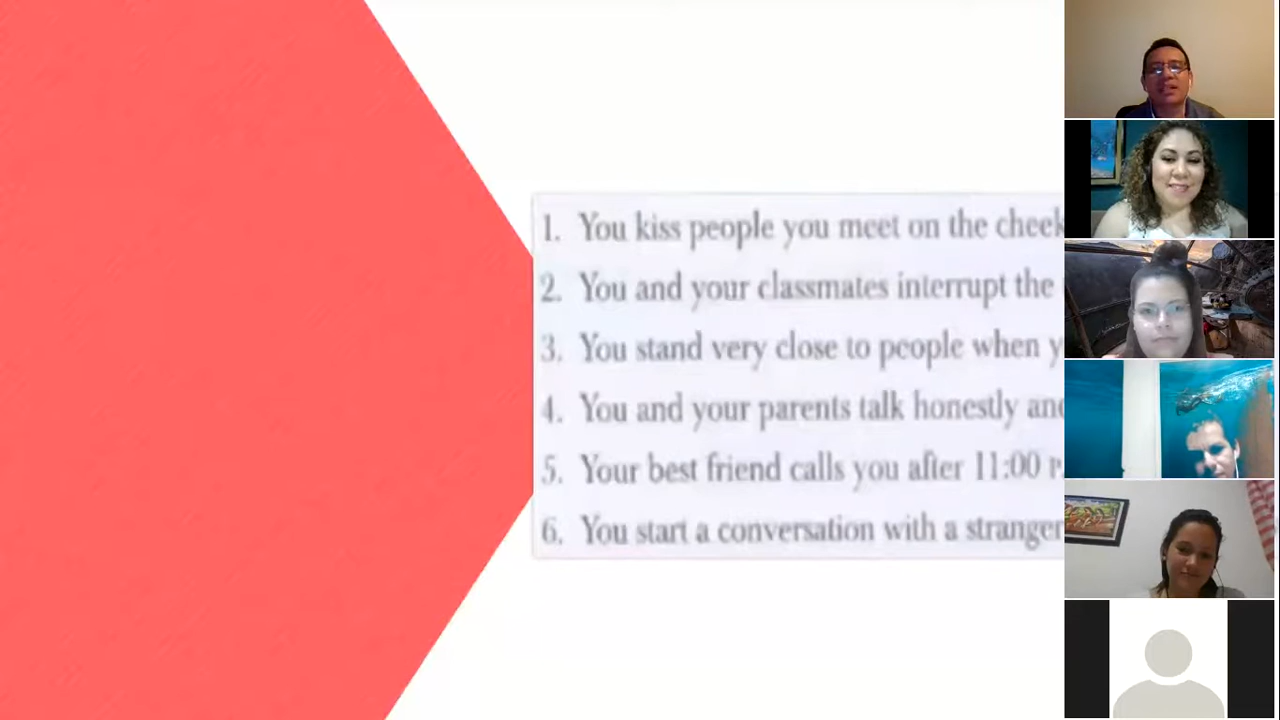 1. You kiss people you meet on the cheek
2. You and your classmates interrupt the
3. You stand very close to people when y
4. You and your parents talk honestly and
5. Your best friend calls you after 11:00 P.
6. You start a conversation with a stranger